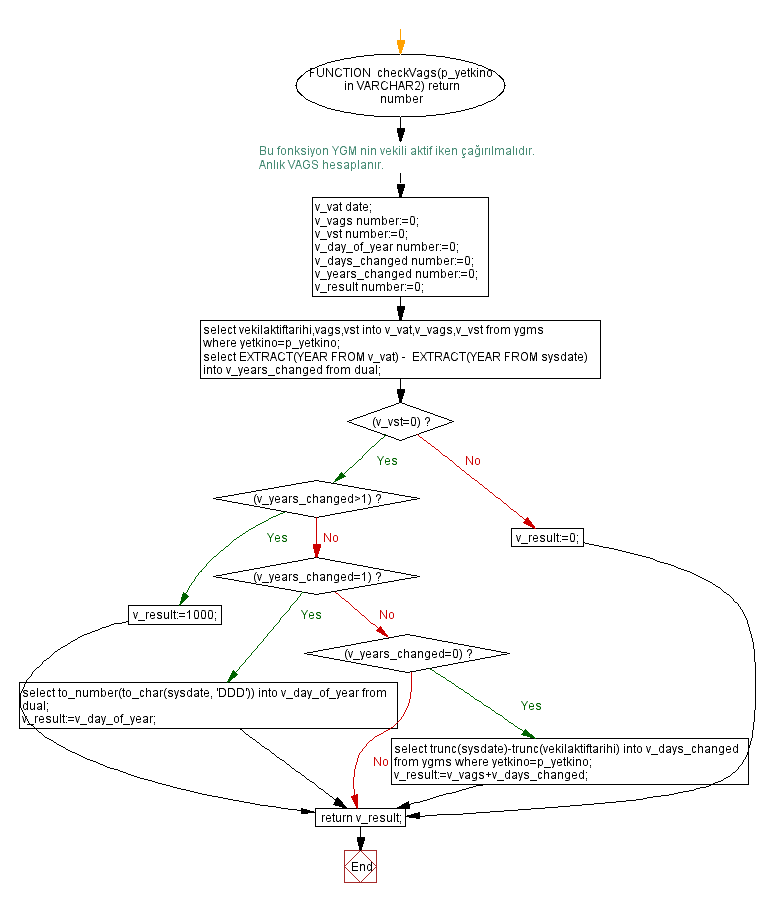 FUNCTION  checkVags(p_yetkino
in VARCHAR2) return
number
Bu fonksiyon YGM nin vekili aktif iken çağırılmalıdır.
Anlık VAGS hesaplanır.
v_vat date;
v_vags number:=0;
v_vst number:=0;
v_day_of_year number:=0;
v_days_changed number:=0;
v_years_changed number:=0;
v_result number:=0;
select vekilaktiftarihi,vags,vst into v_vat,v_vags,v_vst from ygms
where yetkino=p_yetkino;
select EXTRACT(YEAR FROM v_vat) -  EXTRACT(YEAR FROM sysdate)
into v_years_changed from dual;
(v_vst=0) ?
Yes
No
(v_years_changed>1) ?
v_result:=0;
Yes
No
(v_years_changed=1) ?
v_result:=1000;
Yes
No
(v_years_changed=0) ?
select to_number(to_char(sysdate, 'DDD')) into v_day_of_year from
dual;
v_result:=v_day_of_year;
Yes
select trunc(sysdate)-trunc(vekilaktiftarihi) into v_days_changed
from ygms where yetkino=p_yetkino;
v_result:=v_vags+v_days_changed;
No
return v_result;
End